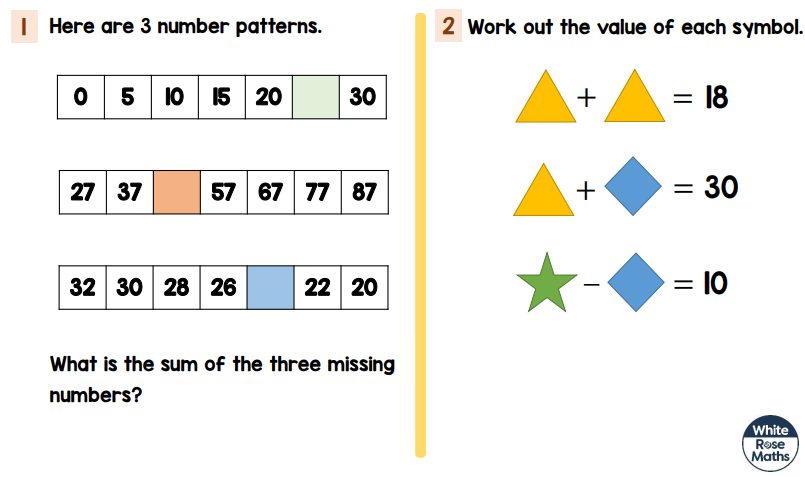 1 Here are 3 number patterns.
0 5 10 15 20 30
27 37 57 67 77 87
32 30 28 26 22 20
What is the sum of the three missing
numbers?
2 Work out the value of each symbol.
+ = 18
+ = 30
− = 10
White
Rose
Maths